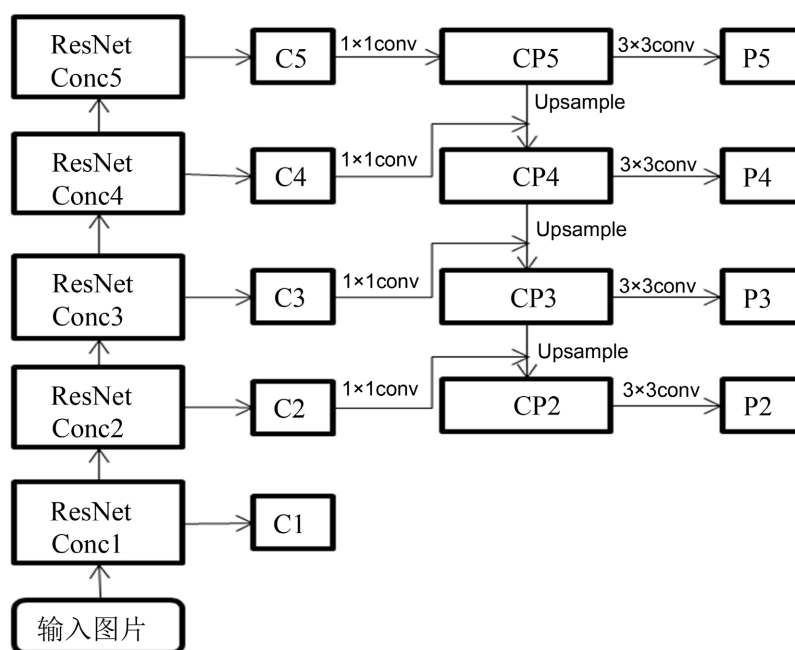 ResNet
Conc5
C5
1×1conv
CP5
3×3conv
P5
Upsample
ResNet
Conc4
C4
1×1conv
CP4
3×3conv
P4
Upsample
ResNet
Conc3
C3
1×1conv
CP3
3×3conv
P3
Upsample
ResNet
Conc2
C2
1×1conv
CP2
3×3conv
P2
ResNet
Conc1
C1
输入图片